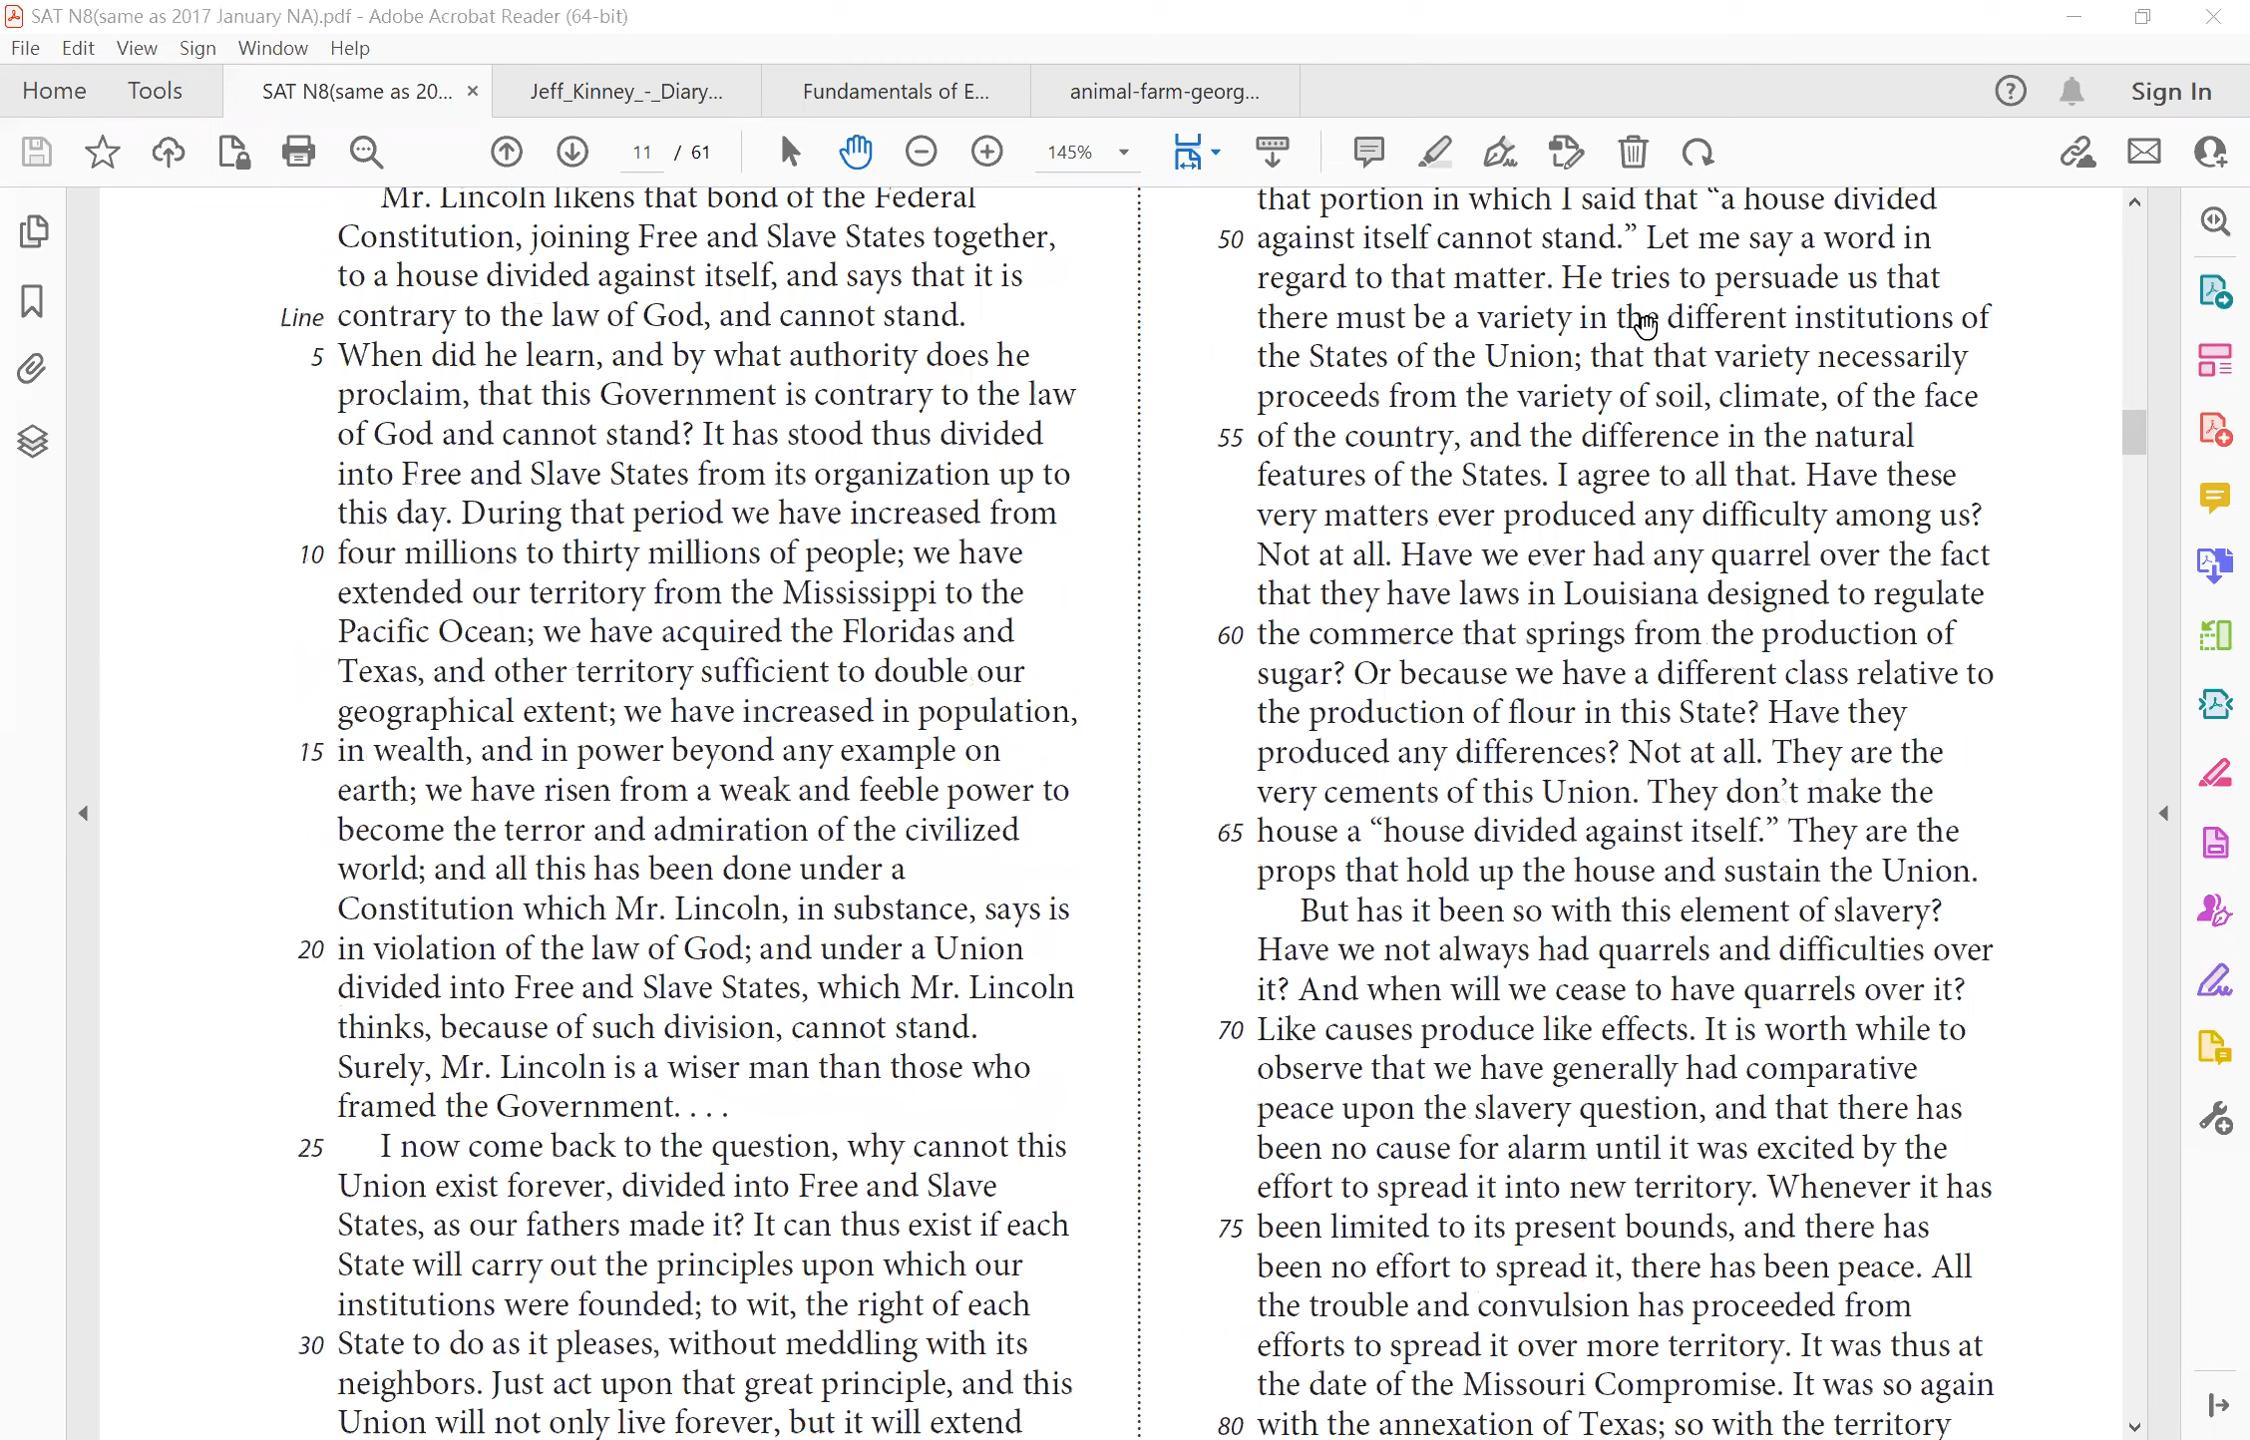 SAT N8(same as 2017 January NA).pdf - Adobe Acrobat Reader (64-bit)
File Edit View Sign Window Help
Home Tools SAT N8(same as 20... × Jeff_Kinney_-_Diary... Fundamentals of E... animal-farm-georg... Sign In
11 / 61 145%
Mr. Lincoln likens that bond of the Federal
Constitution, joining Free and Slave States together,
to a house divided against itself, and says that it is
Line contrary to the law of God, and cannot stand.
5 When did he learn, and by what authority does he
proclaim, that this Government is contrary to the law
of God and cannot stand? It has stood thus divided
into Free and Slave States from its organization up to
this day. During that period we have increased from
10 four millions to thirty millions of people; we have
extended our territory from the Mississippi to the
Pacific Ocean; we have acquired the Floridas and
Texas, and other territory sufficient to double our
geographical extent; we have increased in population,
15 in wealth, and in power beyond any example on
earth; we have risen from a weak and feeble power to
become the terror and admiration of the civilized
world; and all this has been done under a
Constitution which Mr. Lincoln, in substance, says is
20 in violation of the law of God; and under a Union
divided into Free and Slave States, which Mr. Lincoln
thinks, because of such division, cannot stand.
Surely, Mr. Lincoln is a wiser man than those who
framed the Government. . . .
25 I now come back to the question, why cannot this
Union exist forever, divided into Free and Slave
States, as our fathers made it? It can thus exist if each
State will carry out the principles upon which our
institutions were founded; to wit, the right of each
30 State to do as it pleases, without meddling with its
neighbors. Just act upon that great principle, and this
Union will not only live forever, but it will extend
that portion in which I said that “a house divided
50 against itself cannot stand.” Let me say a word in
regard to that matter. He tries to persuade us that
there must be a variety in the different institutions of
the States of the Union; that that variety necessarily
proceeds from the variety of soil, climate, of the face
55 of the country, and the difference in the natural
features of the States. I agree to all that. Have these
very matters ever produced any difficulty among us?
Not at all. Have we ever had any quarrel over the fact
that they have laws in Louisiana designed to regulate
60 the commerce that springs from the production of
sugar? Or because we have a different class relative to
the production of flour in this State? Have they
produced any differences? Not at all. They are the
very cements of this Union. They don’t make the
65 house a “house divided against itself.” They are the
props that hold up the house and sustain the Union.
But has it been so with this element of slavery?
Have we not always had quarrels and difficulties over
it? And when will we cease to have quarrels over it?
70 Like causes produce like effects. It is worth while to
observe that we have generally had comparative
peace upon the slavery question, and that there has
been no cause for alarm until it was excited by the
effort to spread it into new territory. Whenever it has
75 been limited to its present bounds, and there has
been no effort to spread it, there has been peace. All
the trouble and convulsion has proceeded from
efforts to spread it over more territory. It was thus at
the date of the Missouri Compromise. It was so again
80 with the annexation of Texas; so with the territory